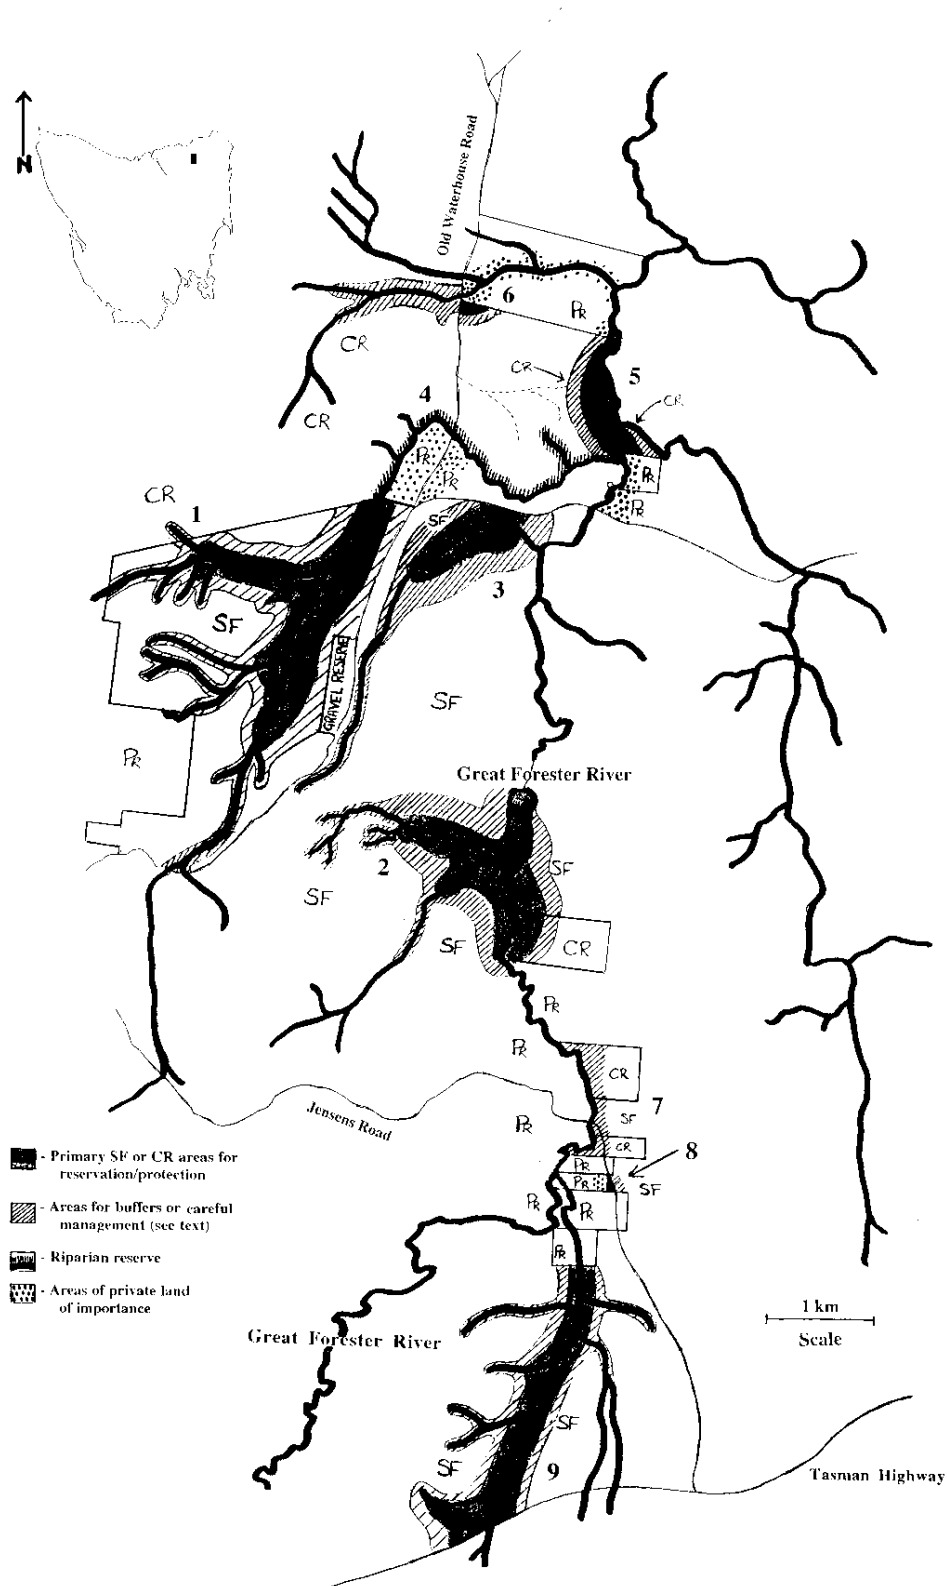 N
Old Waterhouse Road
6
PR
CR
CR
5
4
CR
CR
PR
PR
PR
PR
CR
1
SF
3
SF
GRAVEL RESERVE
SF
PR
Great Forester River
2
SF
SF
SF
CR
PR
PR
CR
7
Jensens Road
SF
PR
CR
8
PR
PR
SF
PR
PR
PR
- Primary SF or CR areas for
reservation/protection
- Areas for buffers or careful
management (see text)
- Riparian reserve
- Areas of private land
of importance
1 km
Scale
Great Forester River
SF
SF
9
Tasman Highway